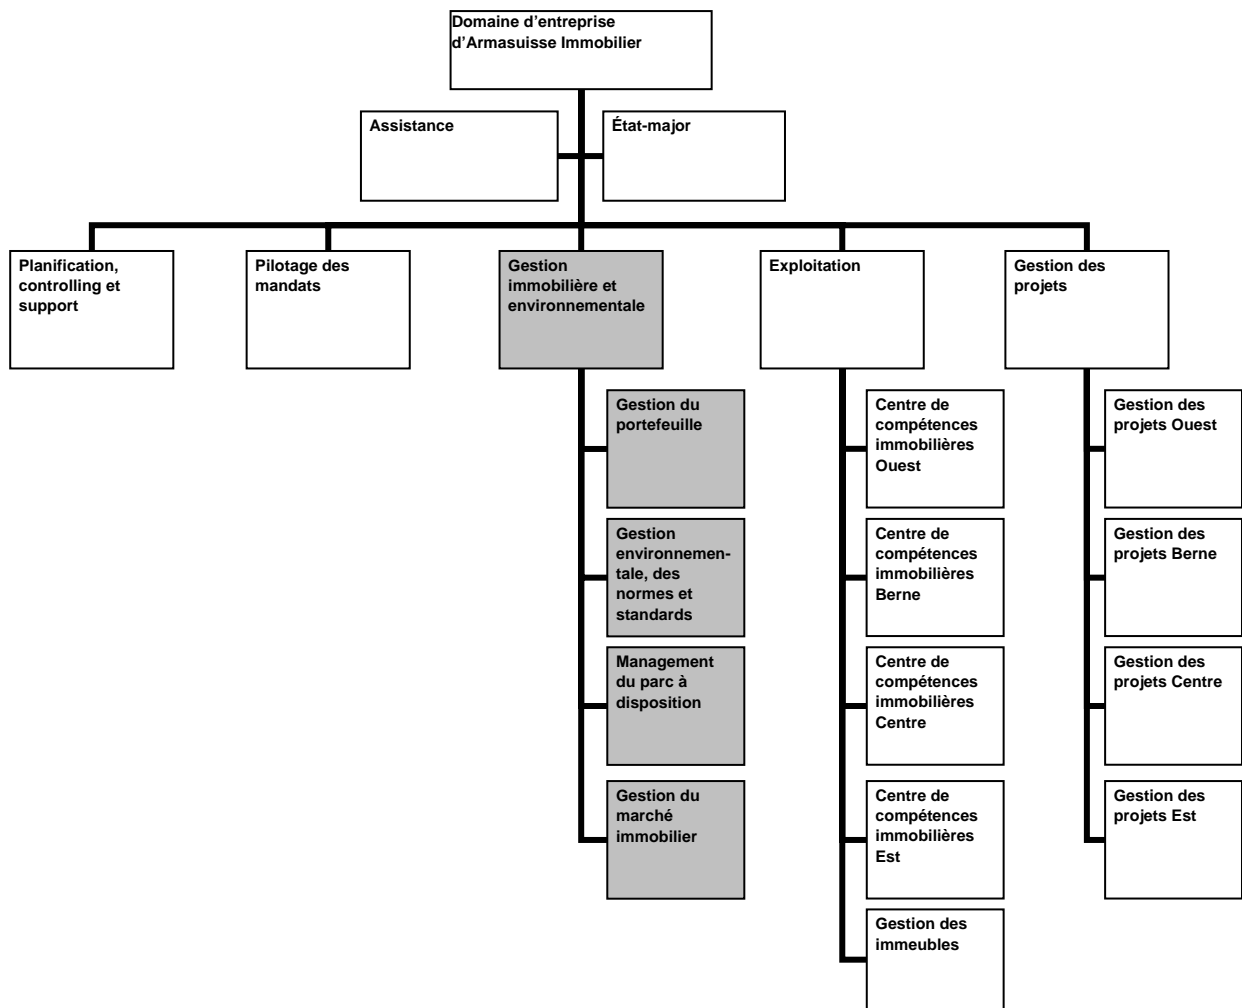 Domaine d'entreprise
d'Armasuisse Immobilier
Assistance
État-major
Planification,
controlling et
support
Pilotage des
mandats
Gestion
immobilière et
environnementale
Exploitation
Gestion des
projets
Gestion du
portefeuille
Gestion
environnemen-
tale, des
normes et
standards
Management
du parc à
disposition
Gestion du
marché
immobilier
Centre de
compétences
immobilières
Ouest
Centre de
compétences
immobilières
Berne
Centre de
compétences
immobilières
Centre
Centre de
compétences
immobilières
Est
Gestion des
immeubles
Gestion des
projets Ouest
Gestion des
projets Berne
Gestion des
projets Centre
Gestion des
projets Est